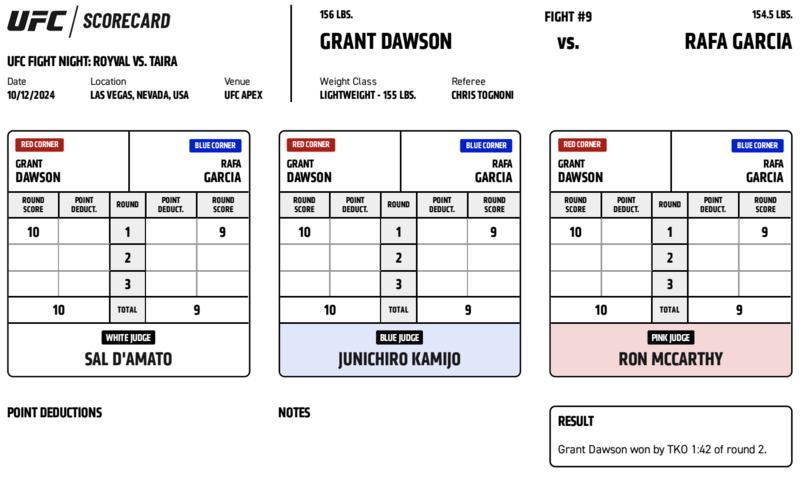 UFC SCORECARD
UFC FIGHT NIGHT: ROYVAL VS. TAIRA
Date Location Venue
10/12/2024 LAS VEGAS, NEVADA, USA UFC APEX
156 LBS. FIGHT #9 154.5 LBS.
GRANT DAWSON VS. RAFA GARCIA
Weight Class Referee
LIGHTWEIGHT - 155 LBS. CHRIS TOGNONI
RED CORNER BLUE CORNER
GRANT RAFA
DAWSON GARCIA
ROUND SCORE POINT DEDUCT. ROUND POINT DEDUCT. ROUND SCORE
10 1 9
2
3
10 TOTAL 9
WHITE JUDGE
SAL D'AMATO
RED CORNER BLUE CORNER
GRANT RAFA
DAWSON GARCIA
ROUND SCORE POINT DEDUCT. ROUND POINT DEDUCT. ROUND SCORE
10 1 9
2
3
10 TOTAL 9
BLUE JUDGE
JUNICHIRO KAMIJO
RED CORNER BLUE CORNER
GRANT RAFA
DAWSON GARCIA
ROUND SCORE POINT DEDUCT. ROUND POINT DEDUCT. ROUND SCORE
10 1 9
2
3
10 TOTAL 9
PINK JUDGE
RON MCCARTHY
POINT DEDUCTIONS
NOTES
RESULT
Grant Dawson won by TKO 1:42 of round 2.